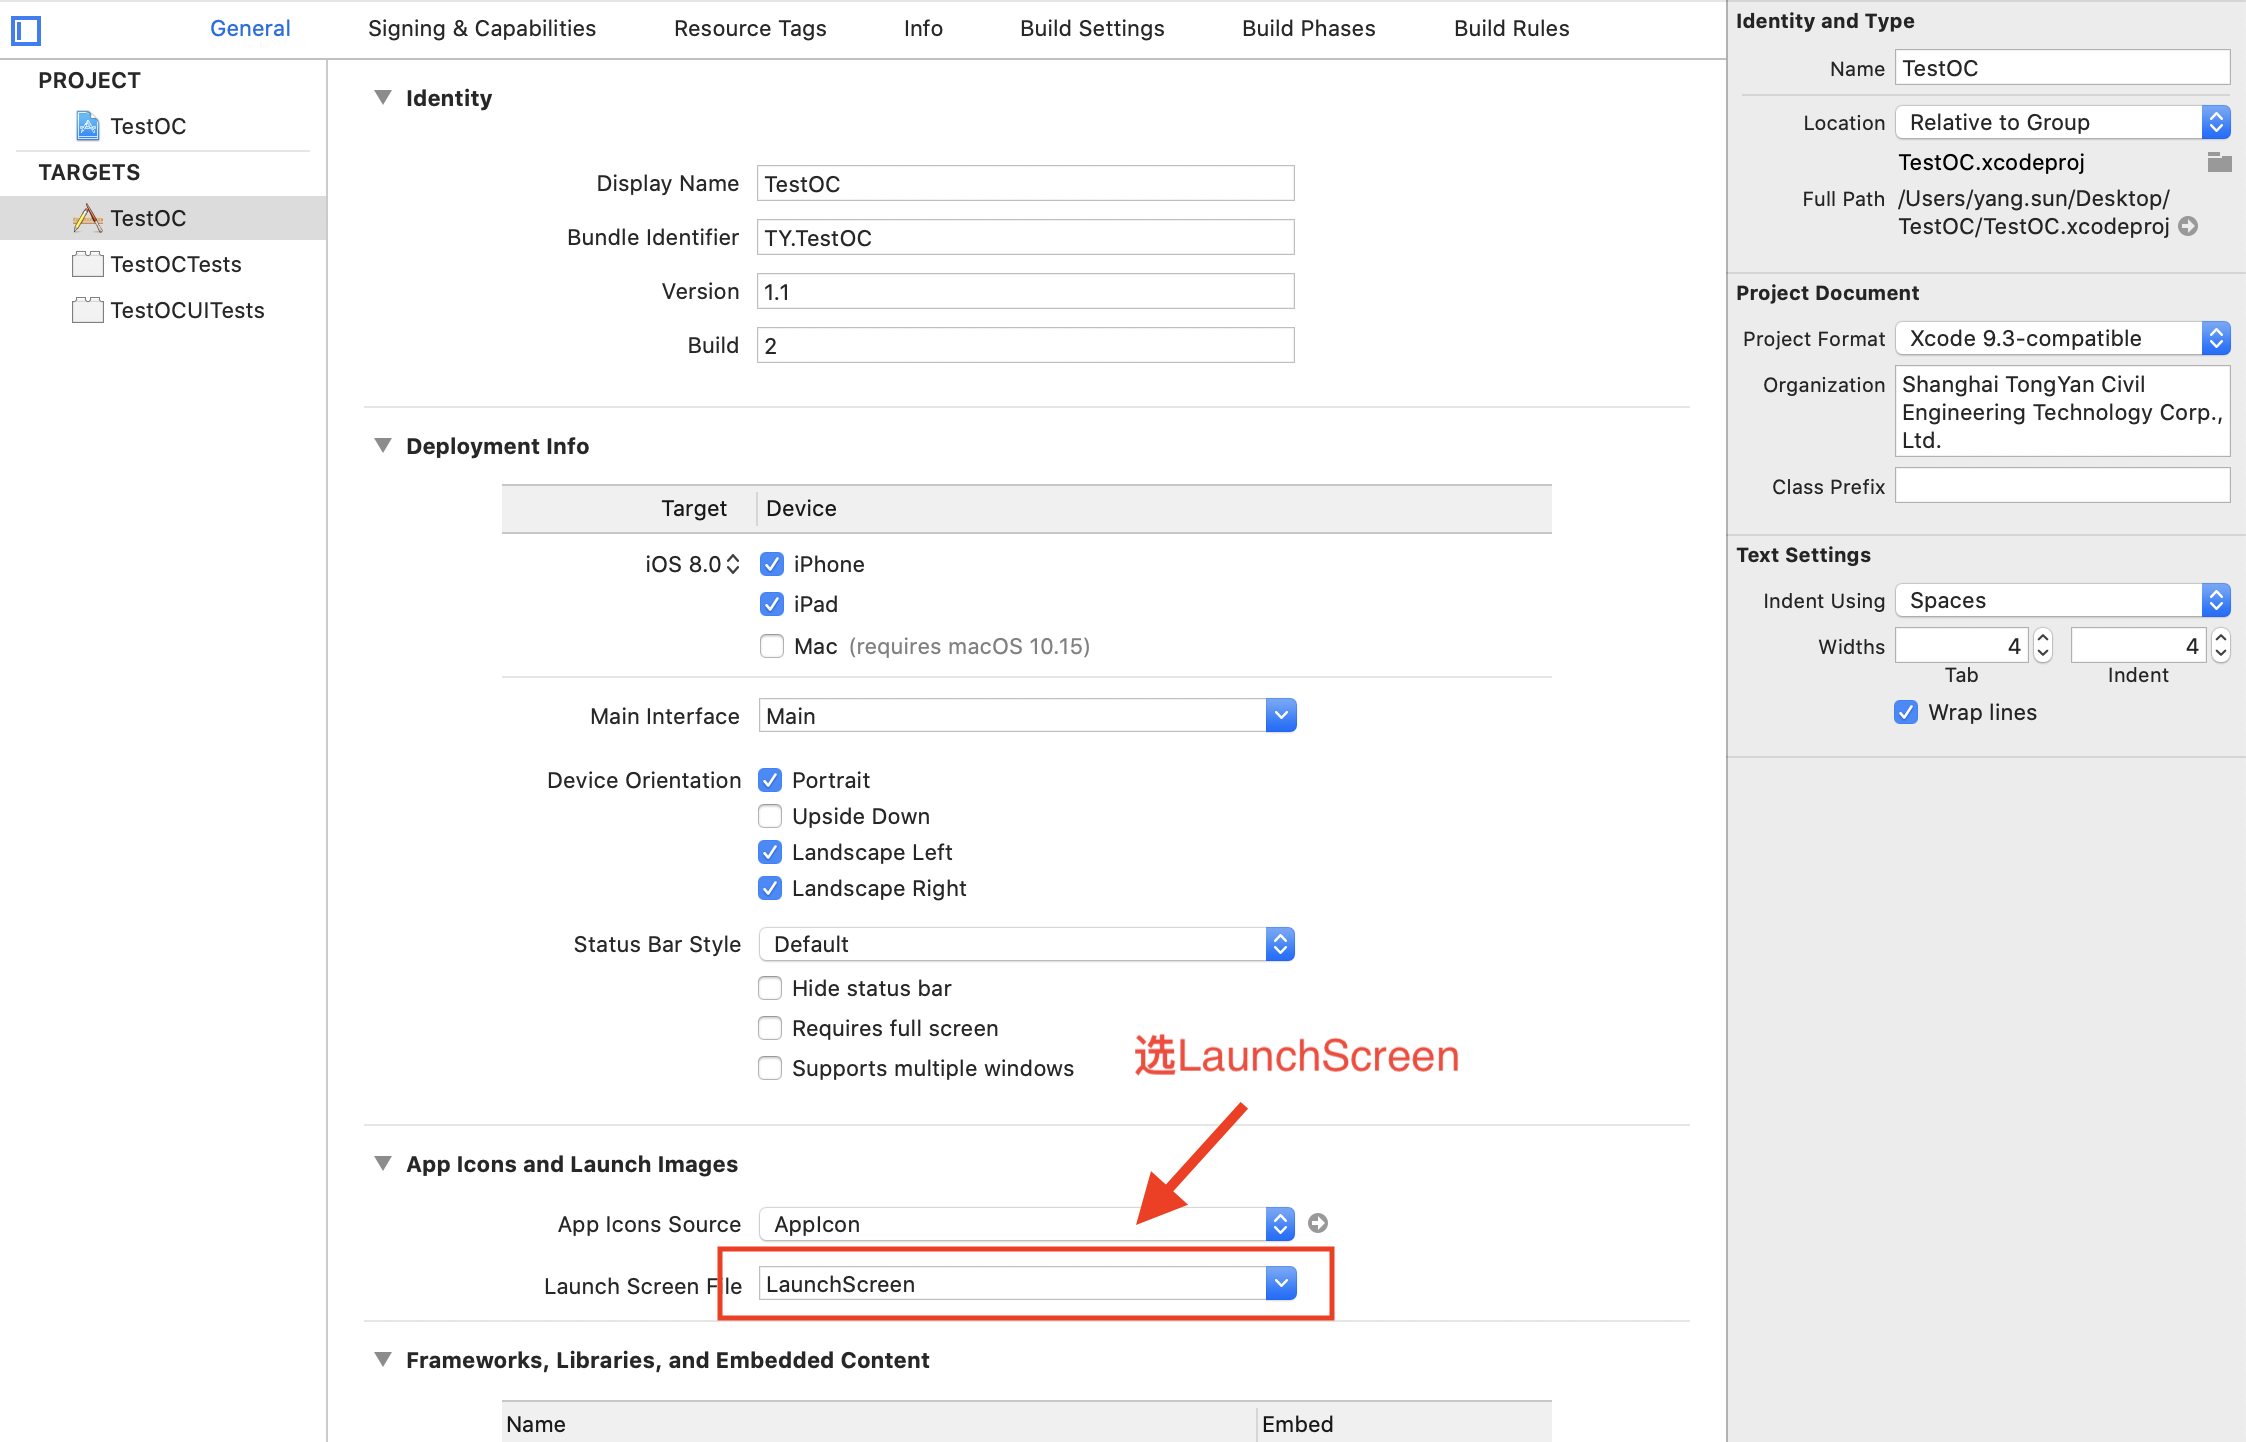 General
Signing & Capabilities
Resource Tags
Info
Build Settings
Build Phases
Build Rules
PROJECT
TestOC
TARGETS
TestOC
TestOCTests
TestOCUITests
Identity
Display Name TestOC
Bundle Identifier TY.TestOC
Version 1.1
Build 2
Deployment Info
Target Device
iOS 8.0 iPhone
iPad
Mac (requires macOS 10.15)
Main Interface Main
Device Orientation Portrait
Upside Down
Landscape Left
Landscape Right
Status Bar Style Default
Hide status bar
Requires full screen
Supports multiple windows
选LaunchScreen
App Icons and Launch Images
App Icons Source AppIcon
Launch Screen File LaunchScreen
Frameworks, Libraries, and Embedded Content
Name Embed
Identity and Type
Name TestOC
Location Relative to Group
TestOC.xcodeproj
Full Path /Users/yang.sun/Desktop/
TestOC/TestOC.xcodeproj
Project Document
Project Format Xcode 9.3-compatible
Organization Shanghai TongYan Civil
Engineering Technology Corp.,
Ltd.
Class Prefix
Text Settings
Indent Using Spaces
Widths 4 4
Tab Indent
Wrap lines